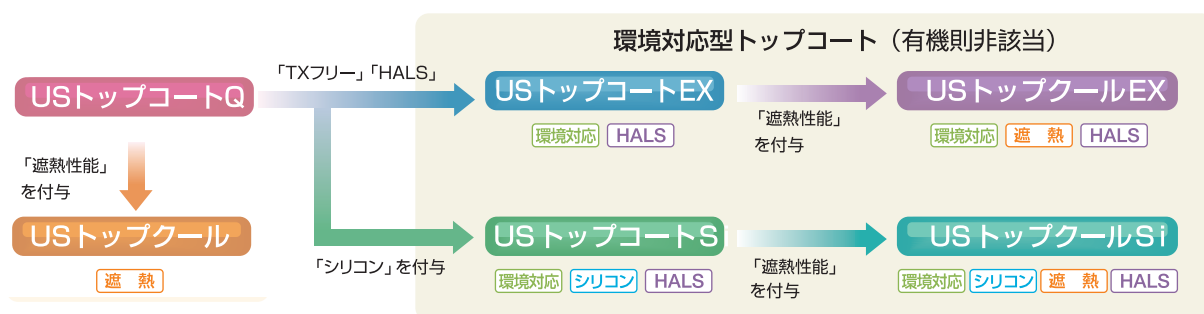 環境対応型トップコート（有機則非該当）
「TXフリー」「HALS」
USトップコートQ
USトップコートEX
USトップクールEX
「遮熱性能」
を付与
環境対応 HALS
環境対応 遮 熱 HALS
「遮熱性能」
を付与
USトップクール
USトップコートS
USトップクールSi
「シリコン」を付与
「遮熱性能」
を付与
遮 熱
環境対応 シリコン HALS
環境対応 シリコン 遮 熱 HALS